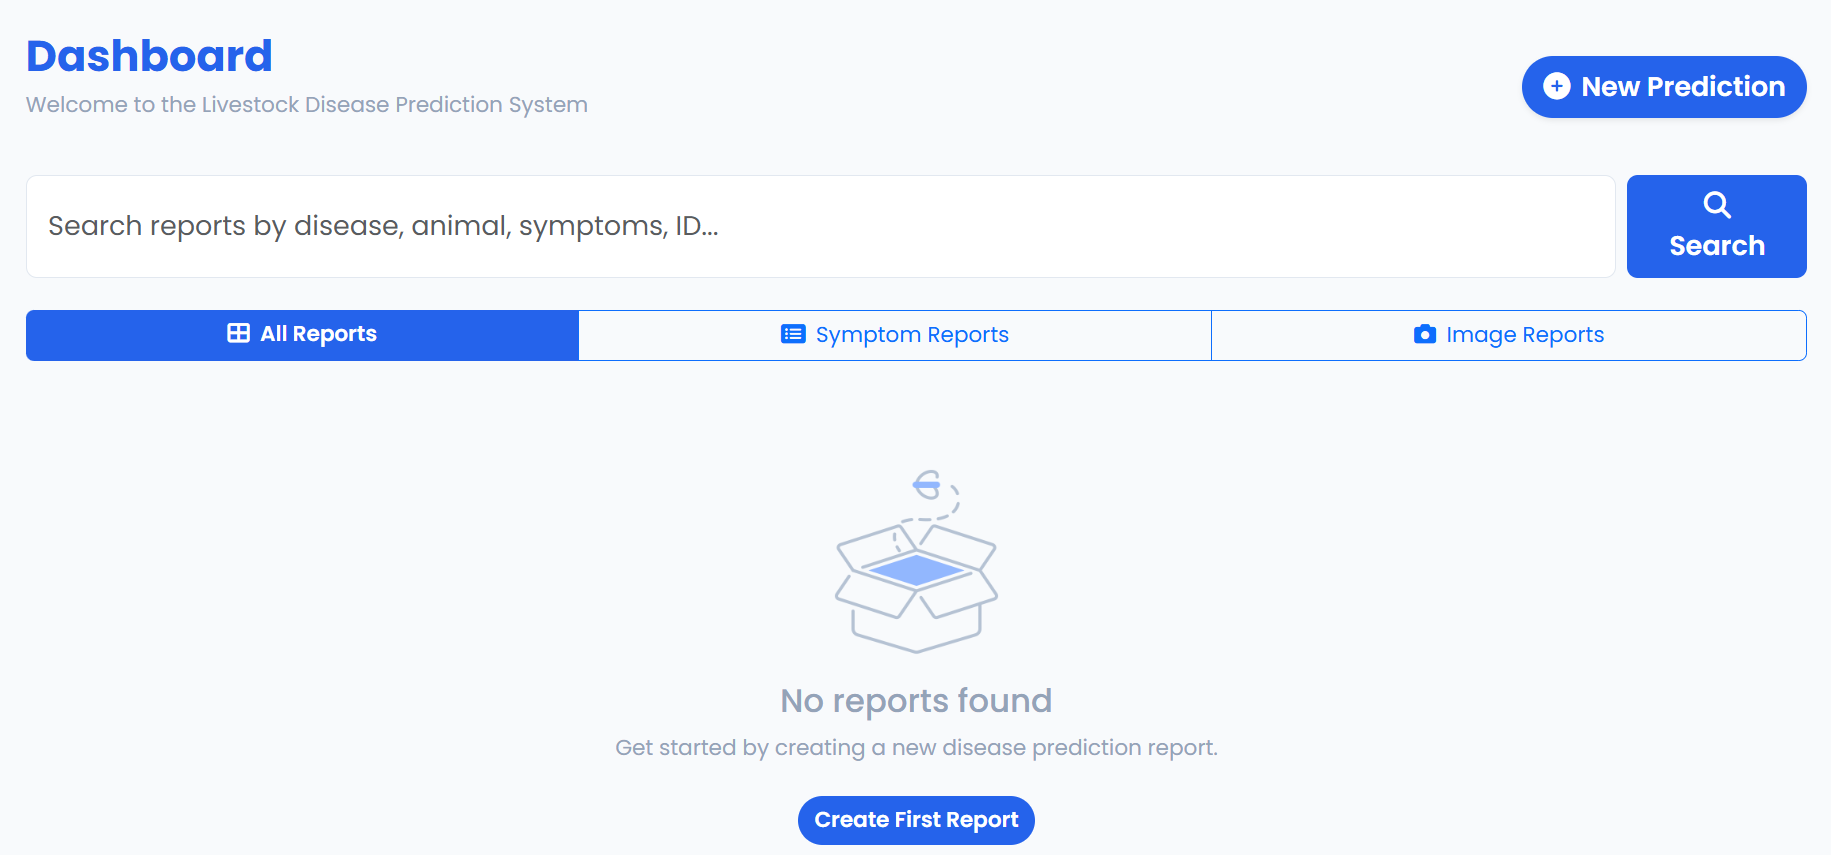 Dashboard
Welcome to the Livestock Disease Prediction System
New Prediction
Search reports by disease, animal, symptoms, ID...
Search
All Reports
Symptom Reports
Image Reports
No reports found
Get started by creating a new disease prediction report.
Create First Report